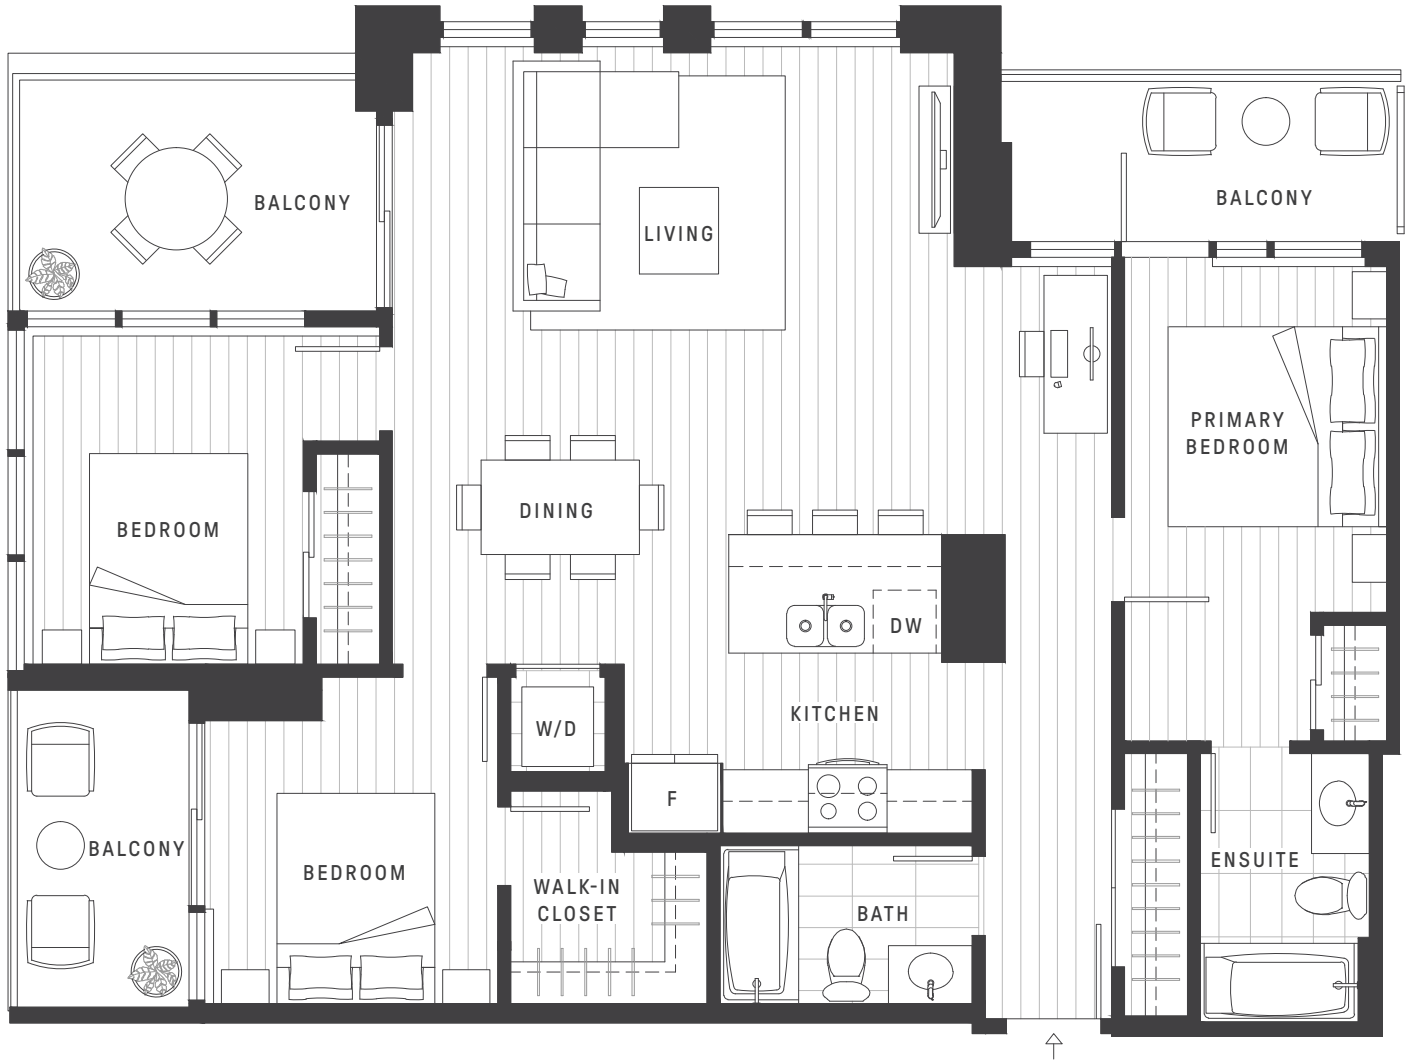 BALCONY
LIVING
BALCONY
PRIMARY
BEDROOM
BEDROOM
DINING
DW
KITCHEN
W/D
F
BALCONY
BEDROOM
WALK-IN
CLOSET
BATH
ENSUITE